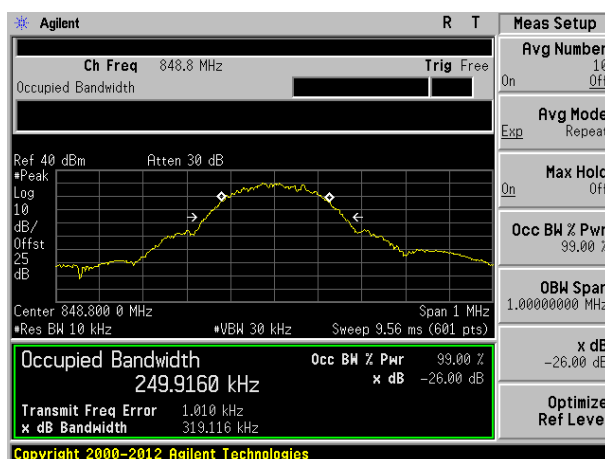 Agilent R T
Meas Setup
Ch Freq 848.8 MHz Trig Free
Occupied Bandwidth
Avg Number
10
On Off
Avg Mode
Exp Repeat
Max Hold
On Off
Occ BW % Pwr
99.00 %
OBW Span
1.00000000 MHz
x dB
-26.00 dB
Optimize
Ref Level
Ref 40 dBm Atten 30 dB
#Peak
Log
10
dB/
Offst
25
dB
Center 848.800 0 MHz Span 1 MHz
#Res BW 10 kHz #VBW 30 kHz Sweep 9.56 ms (601 pts)
Occupied Bandwidth Occ BW % Pwr 99.00 %
249.9160 kHz x dB -26.00 dB
Transmit Freq Error 1.010 kHz
x dB Bandwidth 319.116 kHz
Copyright 2000-2012 Agilent Technologies